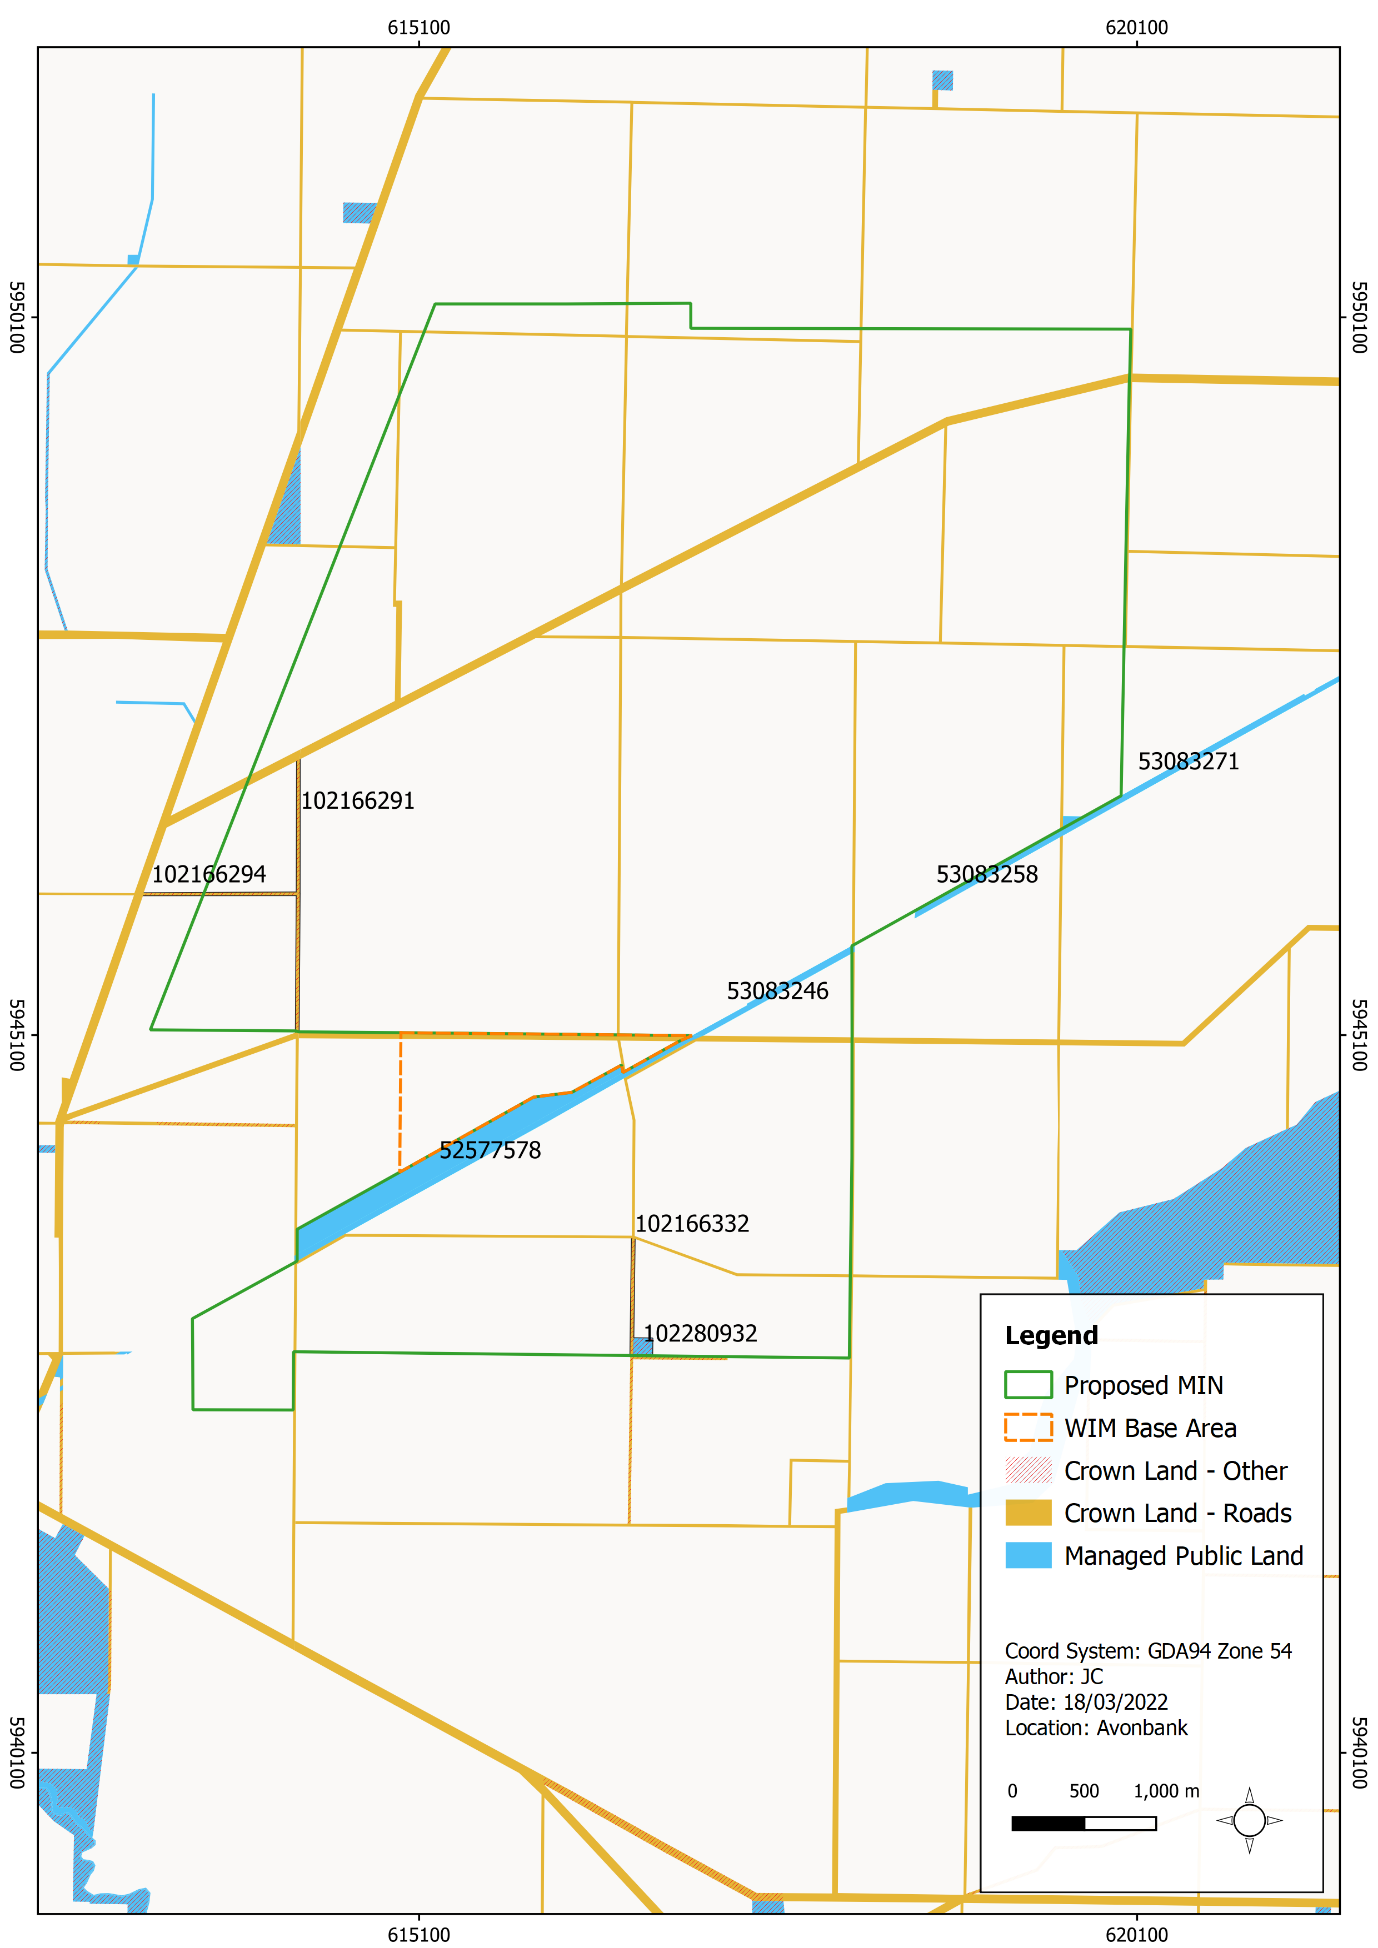 615100
620100
5950100
5950100
53083271
102166291
102166294
53083258
53083246
5945100
5945100
52577578
102166332
102280932
Legend
Proposed MIN
WIM Base Area
Crown Land - Other
Crown Land - Roads
Managed Public Land
Coord System: GDA94 Zone 54
Author: JC
Date: 18/03/2022
Location: Avonbank
5940100
5940100
0 500 1,000 m
615100
620100